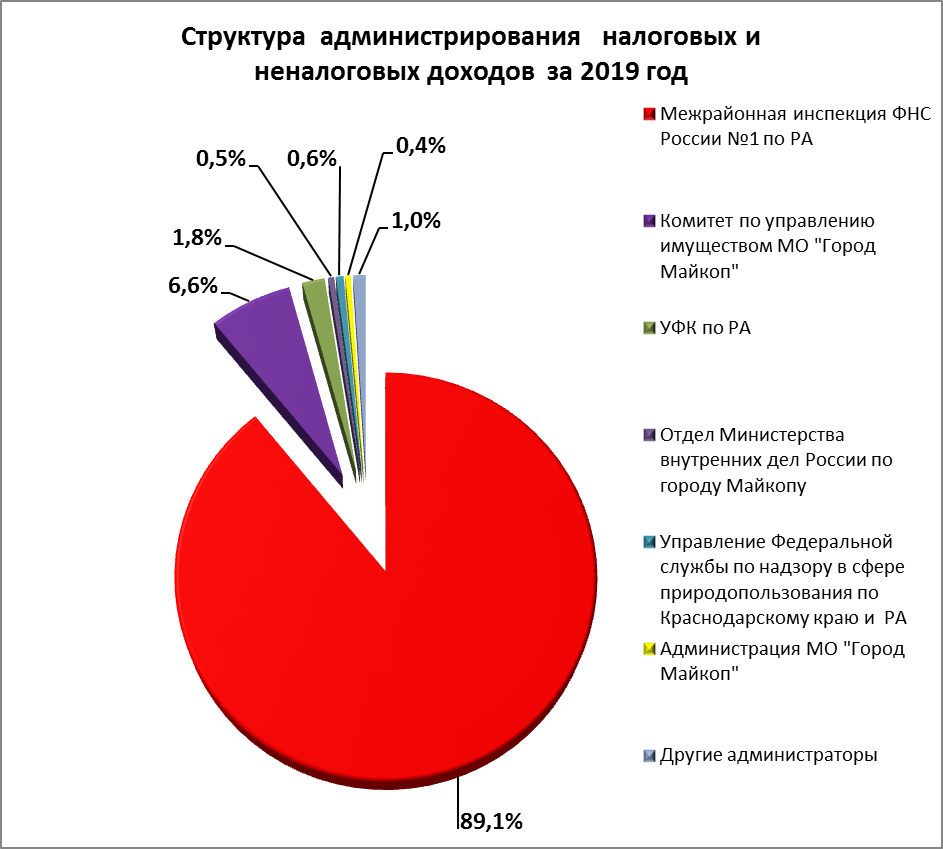 Структура администрирования налоговых и
неналоговых доходов за 2019 год
Межрайонная инспекция ФНС
России №1 по РА
Комитет по управлению
имуществом МО "Город
Майкоп"
УФК по РА
Отдел Министерства
внутренних дел России по
городу Майкопу
Управление Федеральной
службы по надзору в сфере
природопользования по
Краснодарскому краю и РА
Администрация МО "Город
Майкоп"
Другие администраторы
0,5%
0,6%
0,4%
1,8%
1,0%
6,6%
89,1%